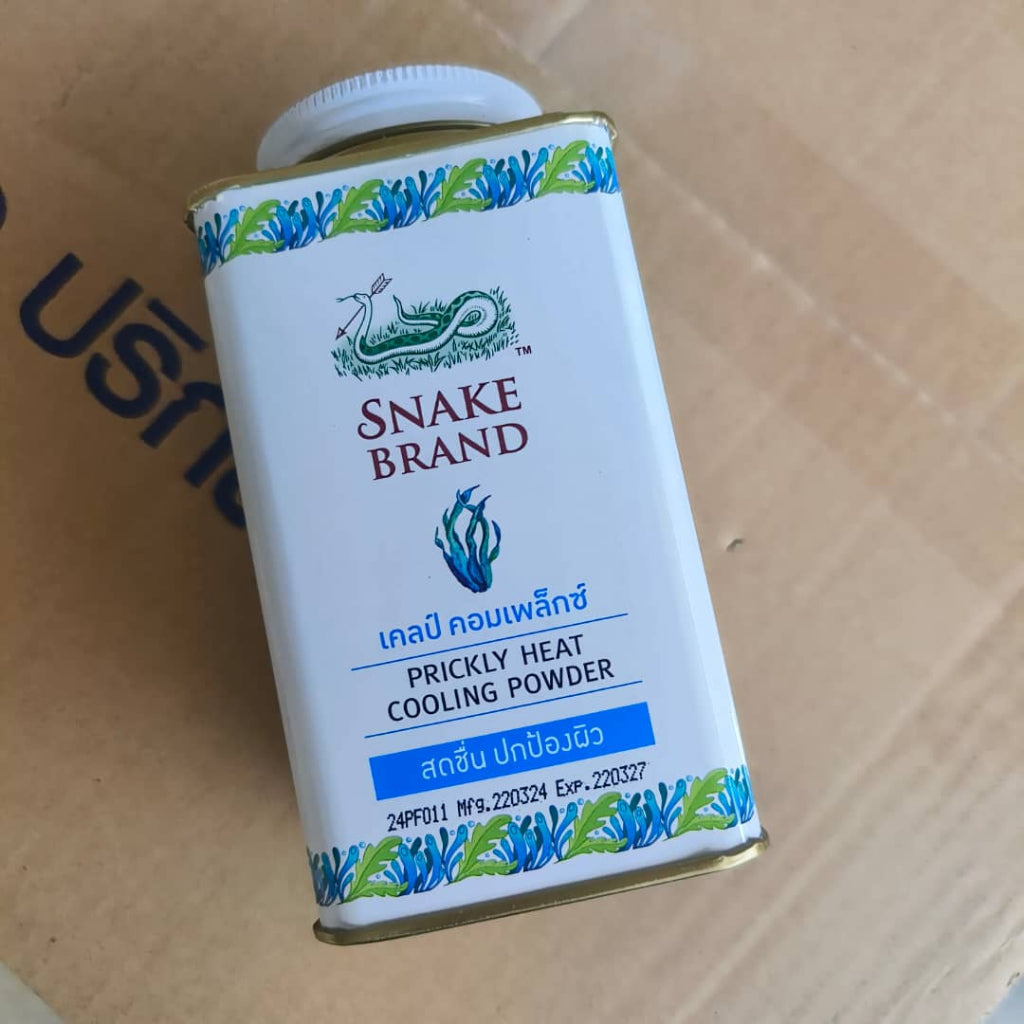 TM
SNAKE
BRAND
เคลป์ คอมเพล็กซ์
PRICKLY HEAT
COOLING POWDER
สดชื่น ปกป้องผิว
24PF011 Mfg.220324 Exp.220327